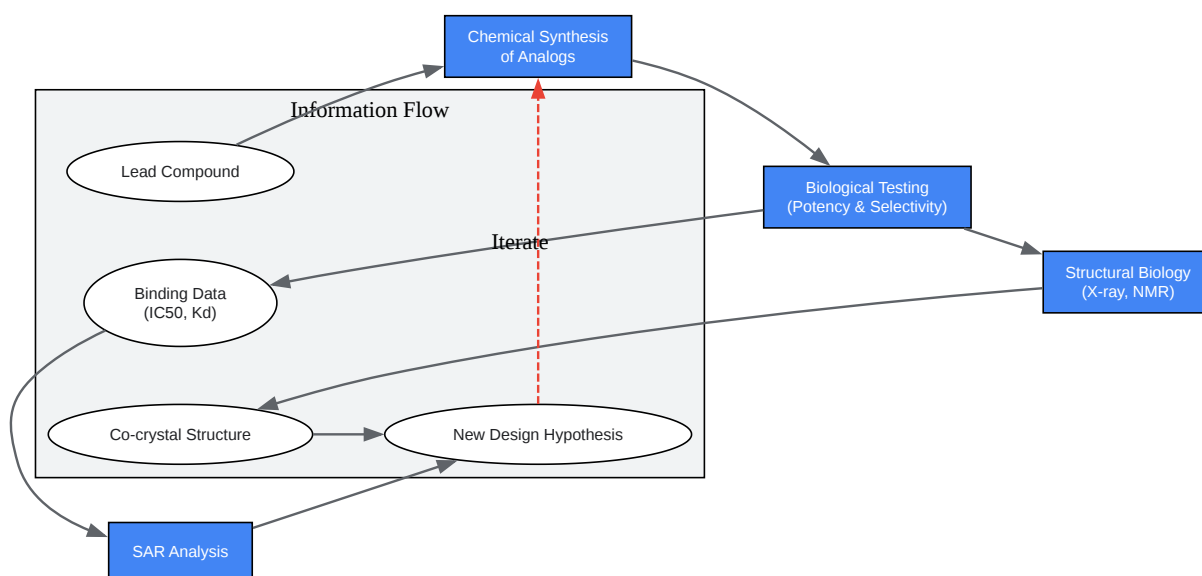 Chemical Synthesis
of Analogs
Information Flow
Lead Compound
Biological Testing
(Potency & Selectivity)
Iterate
Structural Biology
(X-ray, NMR)
Binding Data
(IC50, Kd)
Co-crystal Structure
New Design Hypothesis
SAR Analysis